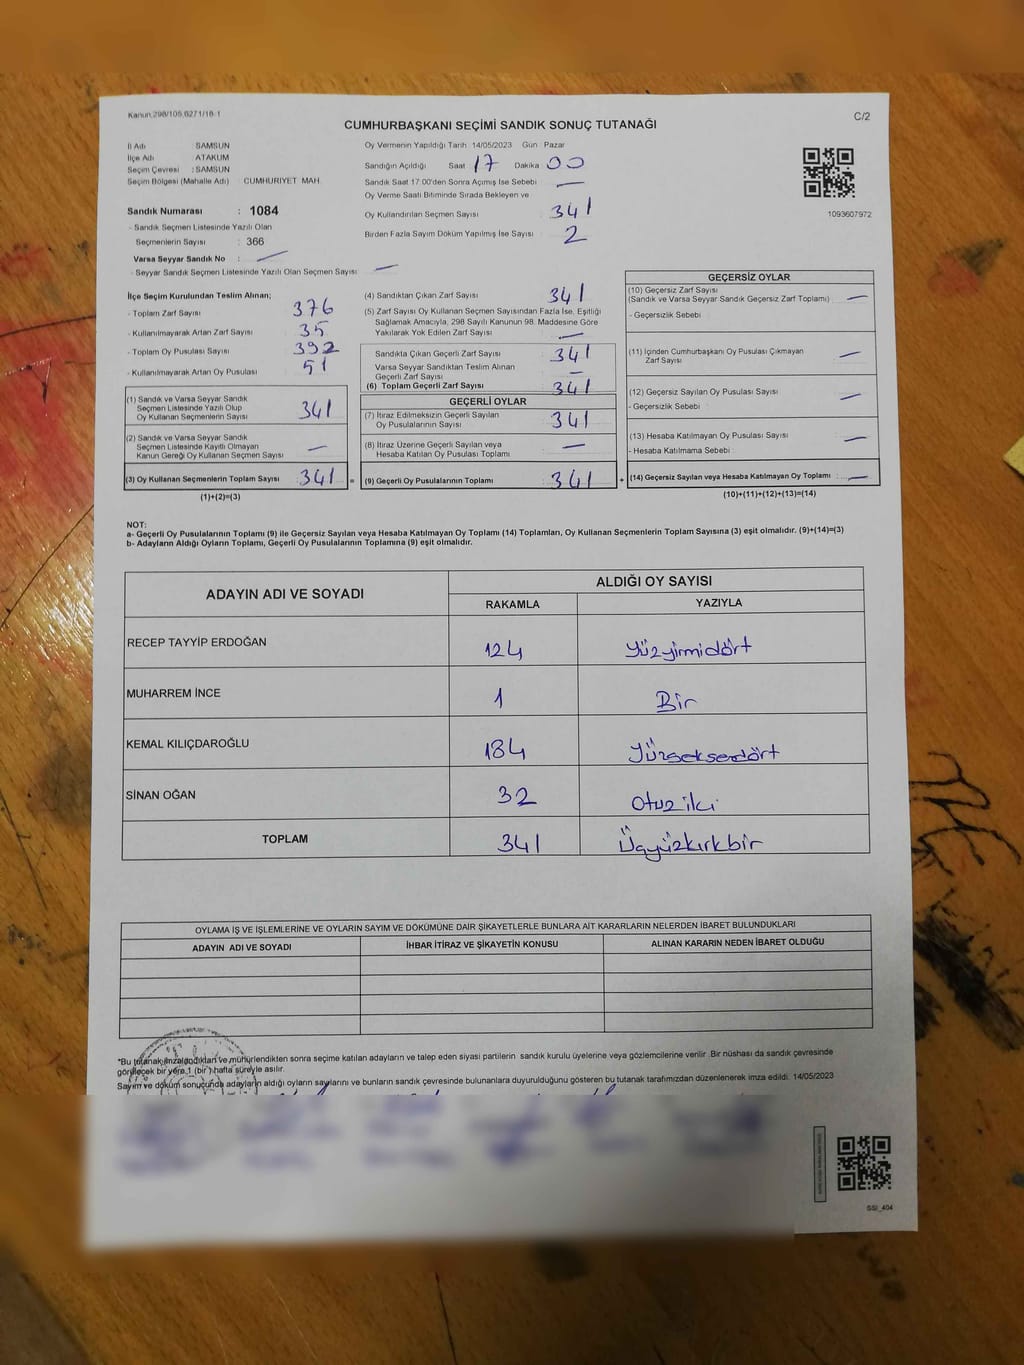 Kanun 298/105,6271/16-1
C/2
CUMHURBAŞKANI SEÇİMİ SANDIK SONUÇ TUTANAĞI
İl Adı SAMSUN
İlçe Adı ATAKUM
Seçim Çevresi : SAMSUN
Seçim Bölgesi (Mahalle Adı) CUMHURİYET MAH.
Sandık Numarası : 1084
- Sandık Seçmen Listesinde Yazılı Olan
Seçmenlerin Sayısı : 366
Varsa Seyyar Sandık No : —
- Seyyar Sandık Seçmen Listesinde Yazılı Olan Seçmen Sayısı : —
Oy Vermenin Yapıldığı Tarih 14/05/2023 Gün Pazar
Sandığın Açıldığı Saat 17 Dakika 00
Sandık Saat 17:00'den Sonra Açımış İse Sebebi : —
Oy Verme Saati Bitiminde Sırada Bekleyen ve
Oy Kullandırılan Seçmen Sayısı : 341
Birden Fazla Sayım Döküm Yapılmış İse Sayısı : 2
1093607972
İlçe Seçim Kurulundan Teslim Alınan;
- Toplam Zarf Sayısı : 376
- Kullanılmayarak Artan Zarf Sayısı : 35
- Toplam Oy Pusulası Sayısı : 392
- Kullanılmayarak Artan Oy Pusulası : 51
(1) Sandık ve Varsa Seyyar Sandık
Seçmen Listesinde Yazılı Olup
Oy Kullanan Seçmenlerin Sayısı : 341
(2) Sandık ve Varsa Seyyar Sandık
Seçmen Listesinde Kayıtlı Olmayan
Kanun Gereği Oy Kullanan Seçmen Sayısı : —
(3) Oy Kullanan Seçmenlerin Toplam Sayısı : 341 =
(1)+(2)=(3)
(4) Sandıktan Çıkan Zarf Sayısı : 341
(5) Zarf Sayısı Oy Kullanan Seçmen Sayısından Fazla İse, Eşitliği
Sağlamak Amacıyla, 298 Sayılı Kanunun 98. Maddesine Göre
Yakılarak Yok Edilen Zarf Sayısı : —
Sandıkta Çıkan Geçerli Zarf Sayısı : 341
Varsa Seyyar Sandıktan Teslim Alınan
Geçerli Zarf Sayısı : —
(6) Toplam Geçerli Zarf Sayısı : 341
GEÇERLİ OYLAR
(7) İtiraz Edilmeksizin Geçerli Sayılan
Oy Pusulalarının Sayısı : 341
(8) İtiraz Üzerine Geçerli Sayılan veya
Hesaba Katılan Oy Pusulası Toplamı : —
(9) Geçerli Oy Pusulalarının Toplamı : 341 +
GEÇERSİZ OYLAR
(10) Geçersiz Zarf Sayısı
(Sandık ve Varsa Seyyar Sandık Geçersiz Zarf Toplamı) : —
- Geçersizlik Sebebi :
(11) İçinden Cumhurbaşkanı Oy Pusulası Çıkmayan
Zarf Sayısı : —
(12) Geçersiz Sayılan Oy Pusulası Sayısı : —
- Geçersizlik Sebebi :
(13) Hesaba Katılmayan Oy Pusulası Sayısı : —
- Hesaba Katılmama Sebebi :
(14) Geçersiz Sayılan veya Hesaba Katılmayan Oy Toplamı : —
(10)+(11)+(12)+(13)=(14)
NOT:
a- Geçerli Oy Pusulalarının Toplamı (9) ile Geçersiz Sayılan veya Hesaba Katılmayan Oy Toplamı (14) Toplamları, Oy Kullanan Seçmenlerin Toplam Sayısına (3) eşit olmalıdır. (9)+(14)=(3)
b- Adayların Aldığı Oyların Toplamı, Geçerli Oy Pusulalarının Toplamına (9) eşit olmalıdır.
ADAYIN ADI VE SOYADI ALDIĞI OY SAYISI
RAKAMLA YAZIYLA
RECEP TAYYİP ERDOĞAN 124 Yüzyirmidört
MUHARREM İNCE 1 Bir
KEMAL KILIÇDAROĞLU 184 Yüzseksendört
SİNAN OĞAN 32 Otuz iki
TOPLAM 341 Üçyüzkırkbir
OYLAMA İŞ VE İŞLEMLERİNE VE OYLARIN SAYIM VE DÖKÜMÜNE DAİR ŞİKAYETLERLE BUNLARA AİT KARARLARIN NELERDEN İBARET BULUNDUKLARI
ADAYIN ADI VE SOYADI İHBAR İTİRAZ VE ŞİKAYETİN KONUSU ALINAN KARARIN NEDEN İBARET OLDUĞU
*Bu tutanak imzalandıktan ve mühürlendikten sonra seçime katılan adayların ve talep eden siyasi partilerin sandık kurulu üyelerine veya gözlemcilerine verilir. Bir nüshası da sandık çevresinde
görülecek bir yere 1 (bir ) hafta süreyle asılır.
Sayım ve döküm sonucunda adayların aldığı oyların sayılarını ve bunların sandık çevresinde bulunanlara duyurulduğunu gösteren bu tutanak tarafımızdan düzenlenerek imza edildi. 14/05/2023
SSI_404